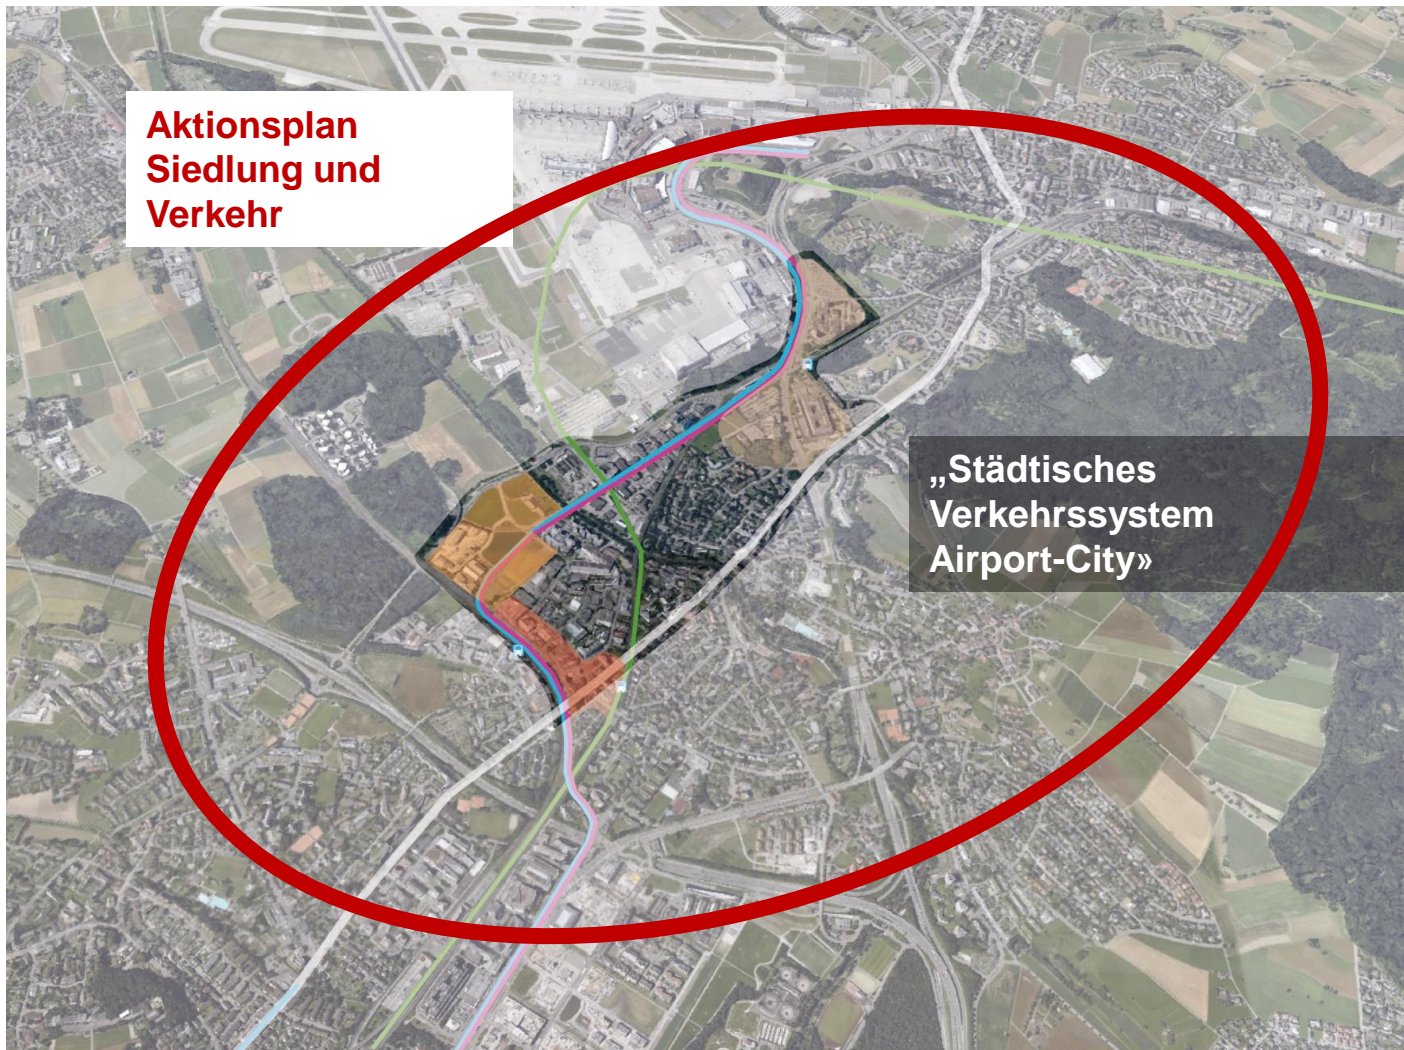 Aktionsplan
Siedlung und
Verkehr
„Städtisches
Verkehrssystem
Airport-City»